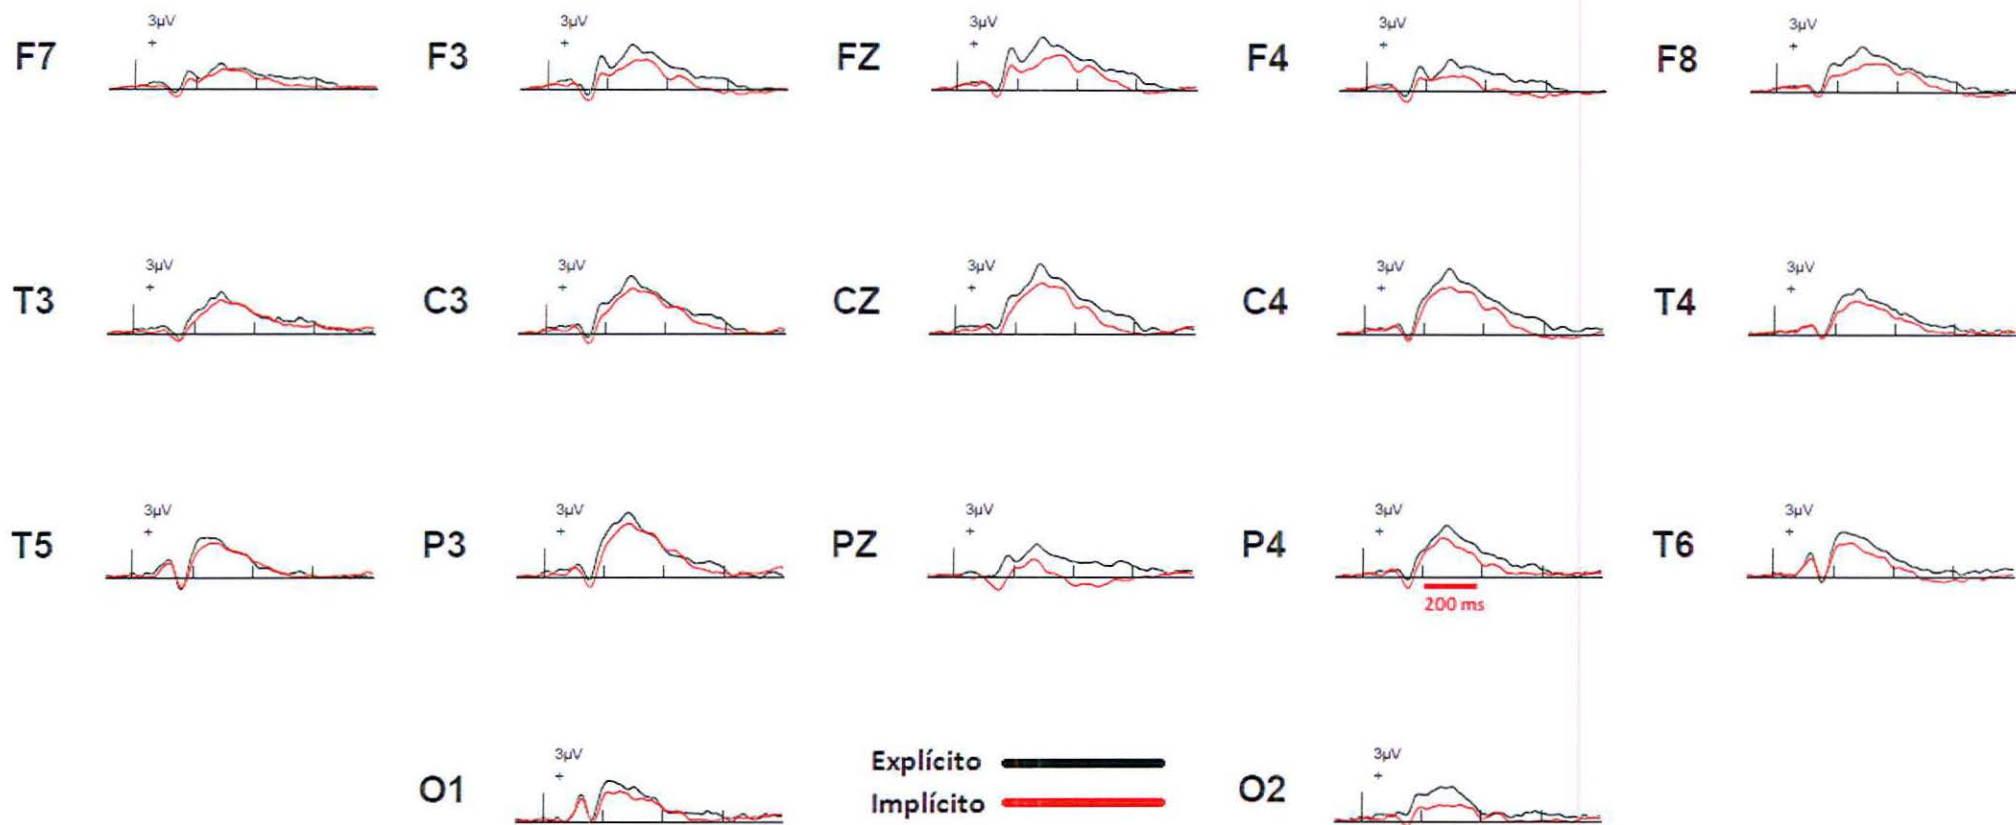 3µV 3µV 3µV 3µV 3µV
F7 F3 FZ F4 F8
3µV 3µV 3µV 3µV 3µV
T3 C3 CZ C4 T4
3µV 3µV 3µV 3µV 3µV
T5 P3 PZ P4 T6
200 ms
3µV 3µV
O1 O2
Explícito
Implícito